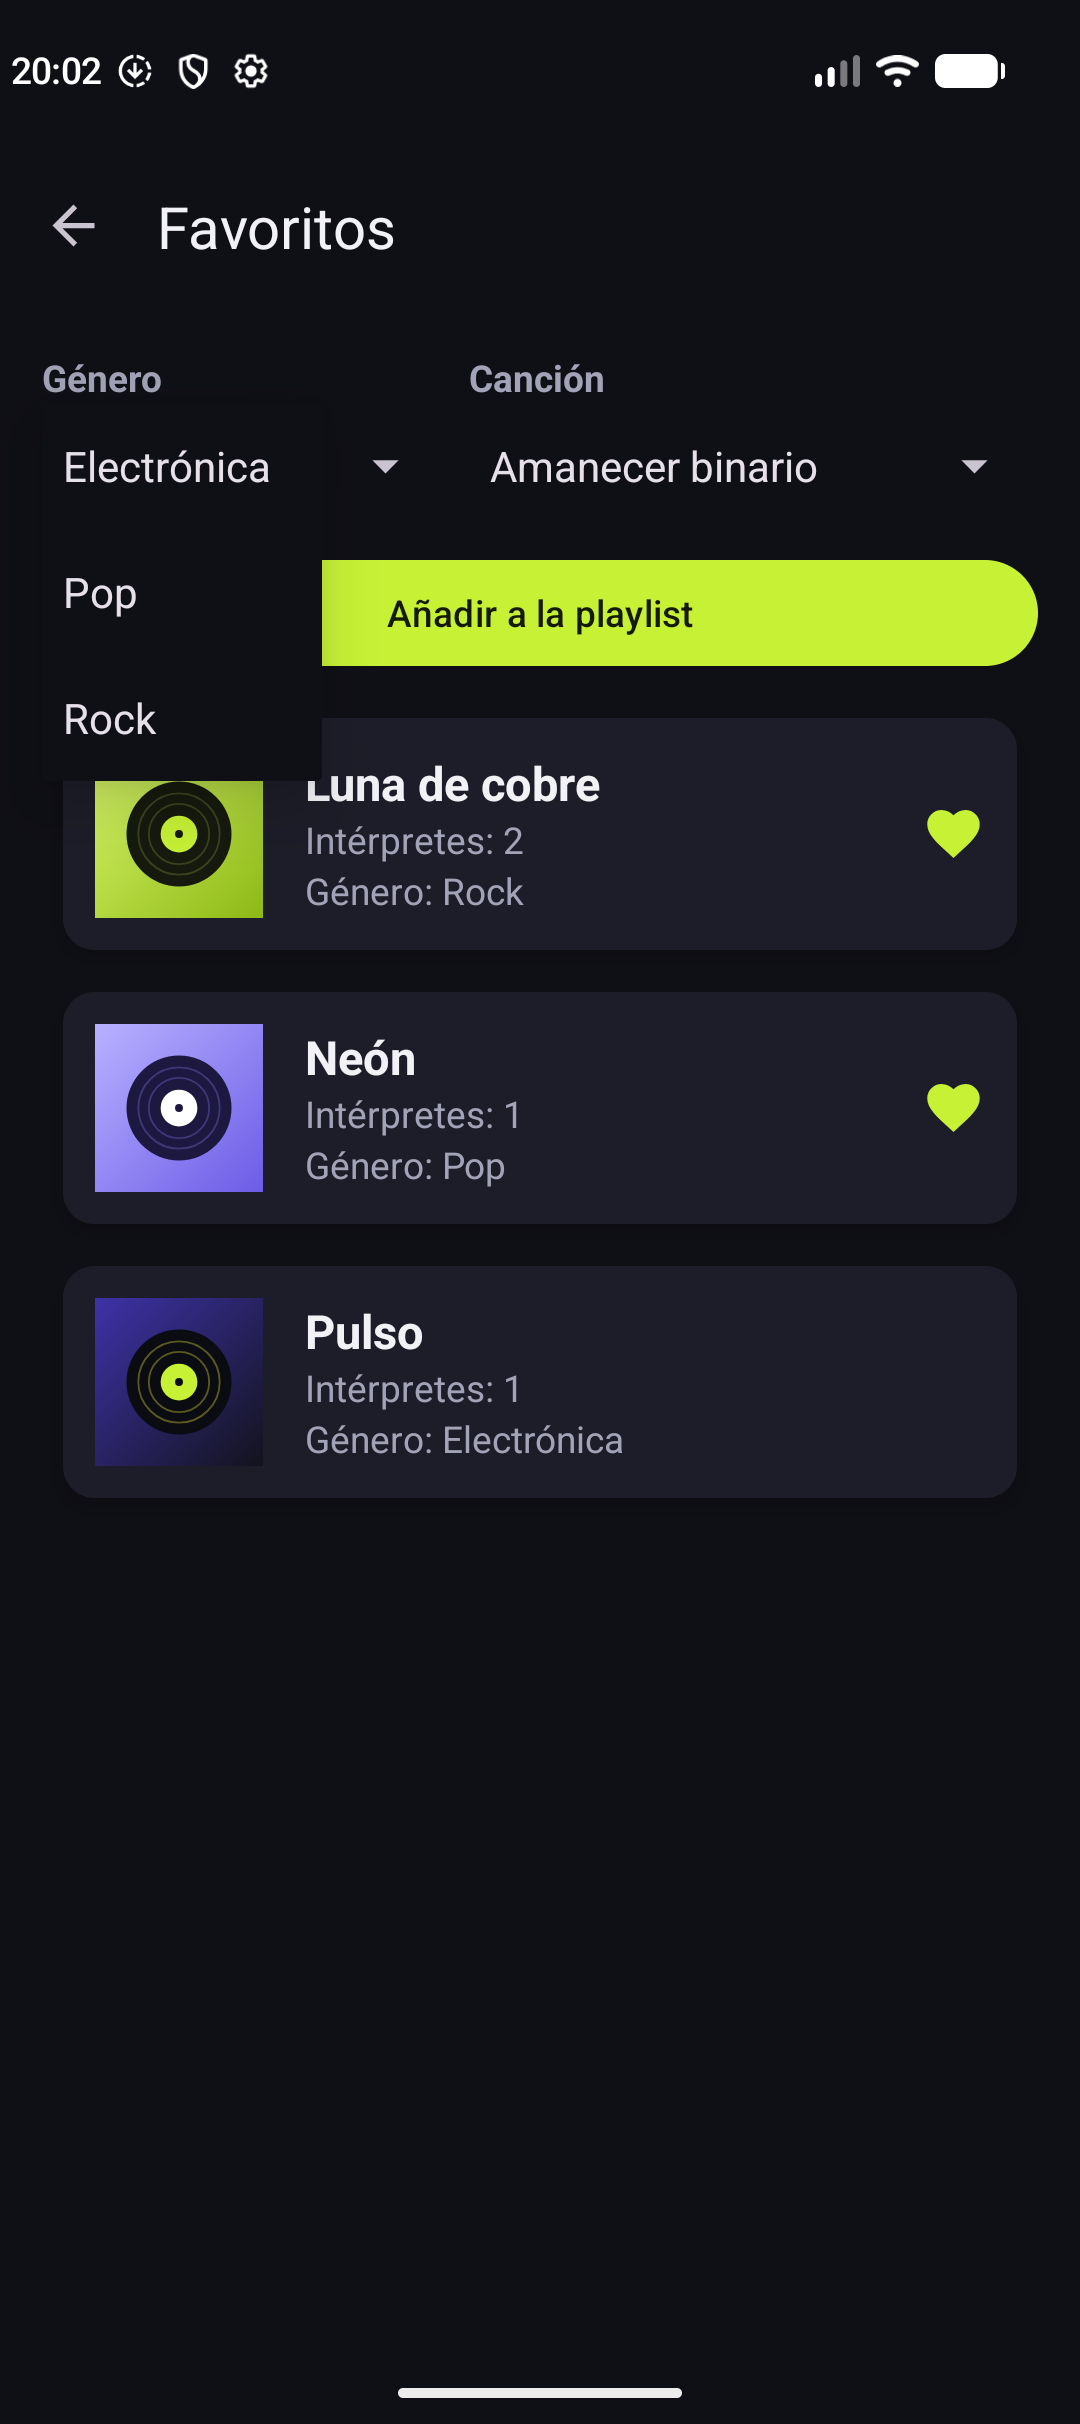 20:02
Favoritos
Género
Canción
Electrónica
Amanecer binario
Pop
Añadir a la playlist
Rock
Luna de cobre
Intérpretes: 2
Género: Rock
Neón
Intérpretes: 1
Género: Pop
Pulso
Intérpretes: 1
Género: Electrónica